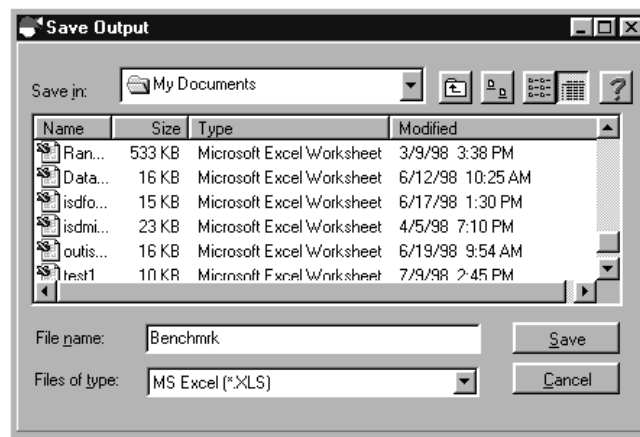 Save Output
Save in: My Documents
Name Size Type Modified
Ran... 533 KB Microsoft Excel Worksheet 3/9/98 3:38 PM
Data... 16 KB Microsoft Excel Worksheet 6/12/98 10:25 AM
isdfo... 15 KB Microsoft Excel Worksheet 6/17/98 1:30 PM
isdmi... 23 KB Microsoft Excel Worksheet 4/5/98 7:10 PM
outis... 16 KB Microsoft Excel Worksheet 6/19/98 9:54 AM
test1 10 KB Microsoft Excel Worksheet 7/9/98 2:45 PM
File name: Benchmrk Save
Files of type: MS Excel (*.XLS) Cancel